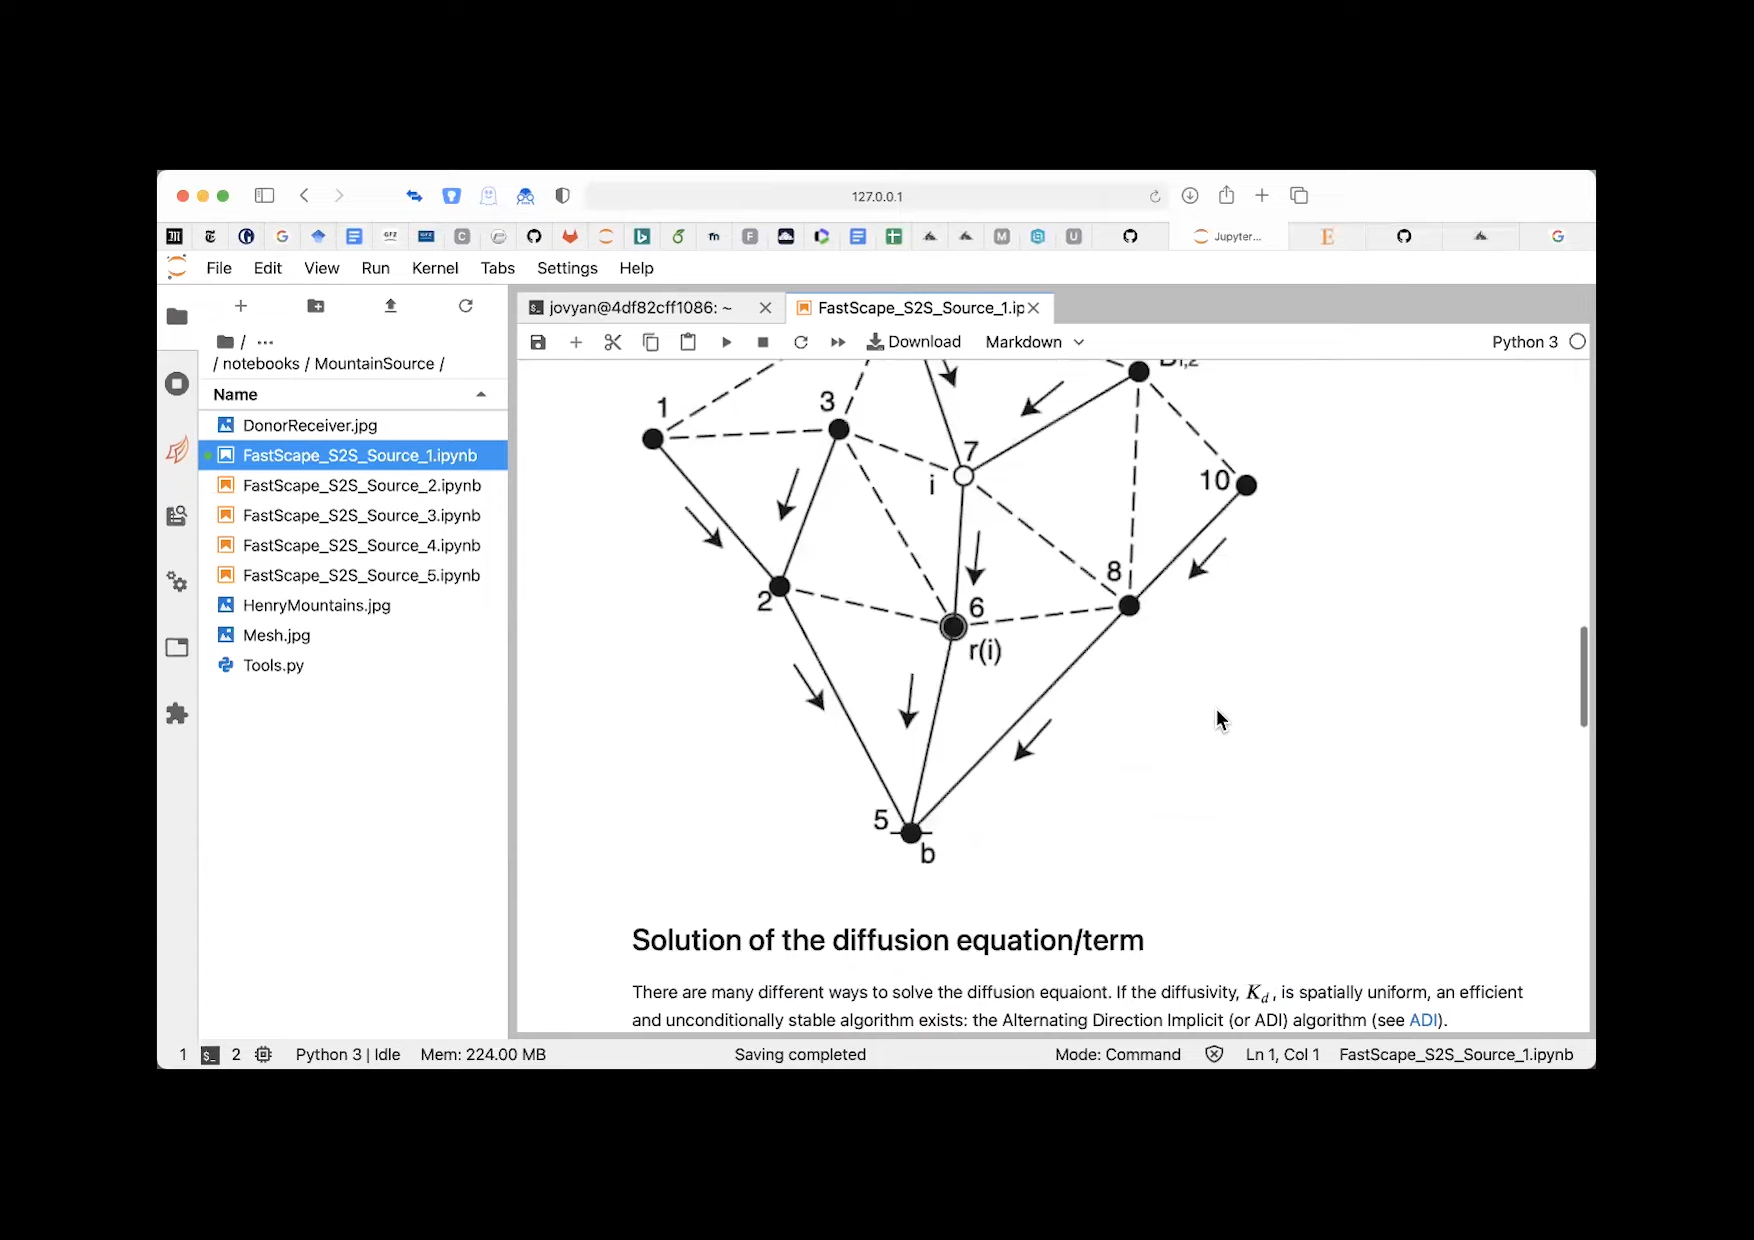 127.0.0.1
Jupyter...
File Edit View Run Kernel Tabs Settings Help
jovyan@4df82cff1086: ~
FastScape_S2S_Source_1.ip
Download Markdown Python 3
/ ...
/ notebooks / MountainSource /
Name
DonorReceiver.jpg
FastScape_S2S_Source_1.ipynb
FastScape_S2S_Source_2.ipynb
FastScape_S2S_Source_3.ipynb
FastScape_S2S_Source_4.ipynb
FastScape_S2S_Source_5.ipynb
HenryMountains.jpg
Mesh.jpg
Tools.py
1
3
7
i
10
8
2
6
r(i)
5
b
Solution of the diffusion equation/term
There are many different ways to solve the diffusion equaiont. If the diffusivity, K_d, is spatially uniform, an efficient
and unconditionally stable algorithm exists: the Alternating Direction Implicit (or ADI) algorithm (see ADI).
1 2 Python 3 | Idle Mem: 224.00 MB Saving completed Mode: Command Ln 1, Col 1 FastScape_S2S_Source_1.ipynb